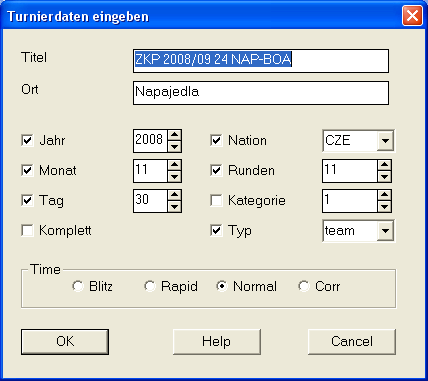 Turnierdaten eingeben
Titel ZKP 2008/09 24 NAP-BOA
Ort Napajedla
Jahr 2008 Nation CZE
Monat 11 Runden 11
Tag 30 Kategorie 1
Komplett Typ team
Time
Blitz Rapid Normal Corr
OK Help Cancel